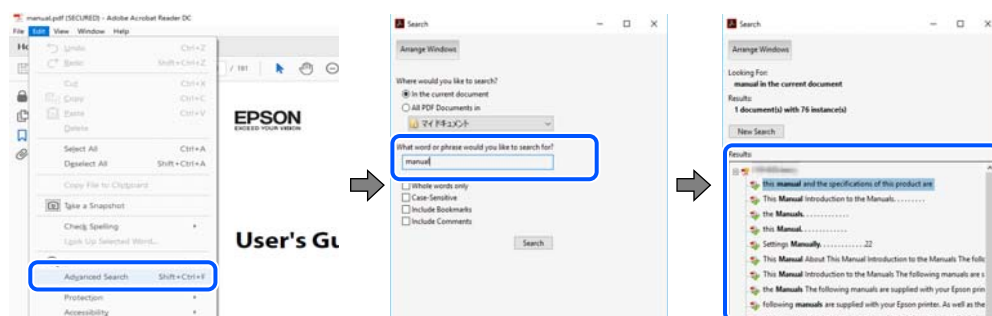 manual.pdf (SECURED) - Adobe Acrobat Reader DC
File Edit View Window Help
Undo Ctrl+Z
Redo Shift+Ctrl+Z
Cut Ctrl+X
Copy Ctrl+C
Paste Ctrl+V
Delete
Select All Ctrl+A
Deselect All Shift+Ctrl+A
Copy File to Clipboard
Take a Snapshot
Check Spelling
Look Up Selected Word...
Advanced Search Shift+Ctrl+F
Protection
Accessibility
/ 181
EPSON
EXCEED YOUR VISION
User's Gu
Search
Arrange Windows
Where would you like to search?
In the current document
All PDF Documents in
マイ ドキュメント
What word or phrase would you like to search for?
manual
Whole words only
Case-Sensitive
Include Bookmarks
Include Comments
Search
Search
Arrange Windows
Looking For:
manual in the current document
Results:
1 document(s) with 76 instance(s)
New Search
Results:
this manual and the specifications of this product are
This Manual Introduction to the Manuals. . . . . . . . .
the Manuals. . . . . . . . . . . . .
this Manual. . . . . . . . . . . .
Settings Manually. . . . . . . . . . . . .22
This Manual About This Manual Introduction to the Manuals The follo
This Manual Introduction to the Manuals The following manuals are s
the Manuals The following manuals are supplied with your Epson prin
following manuals are supplied with your Epson printer. As well as the